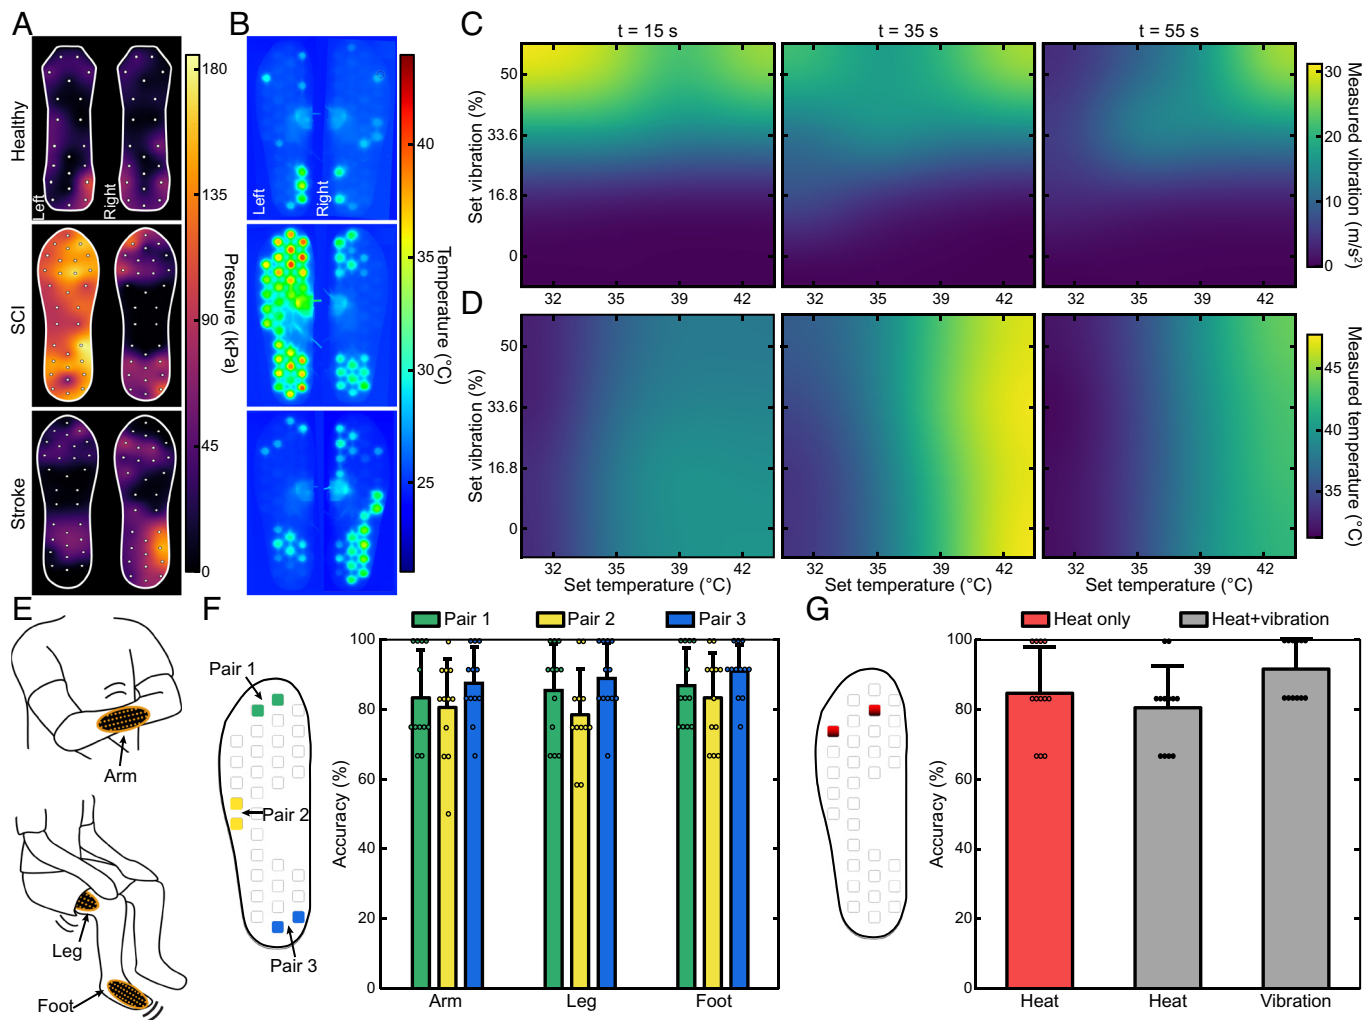 A
Healthy
Left
Right
SCI
Stroke
180
135
90
45
0
Pressure (kPa)
B
Left
Right
40
35
30
25
Temperature (°C)
C
t = 15 s
t = 35 s
t = 55 s
Set vibration (%)
50
33.6
16.8
0
32 35 39 42
32 35 39 42
32 35 39 42
30
20
10
0
Measured vibration (m/s²)
D
Set vibration (%)
50
33.6
16.8
0
32 35 39 42
32 35 39 42
32 35 39 42
Set temperature (°C)
Set temperature (°C)
Set temperature (°C)
45
40
35
Measured temperature (°C)
E
Arm
Leg
Foot
F
Pair 1
Pair 2
Pair 3
Pair 1 Pair 2 Pair 3
Accuracy (%)
100
80
60
40
20
0
Arm Leg Foot
G
Heat only Heat+vibration
Accuracy (%)
100
80
60
40
20
0
Heat Heat Vibration